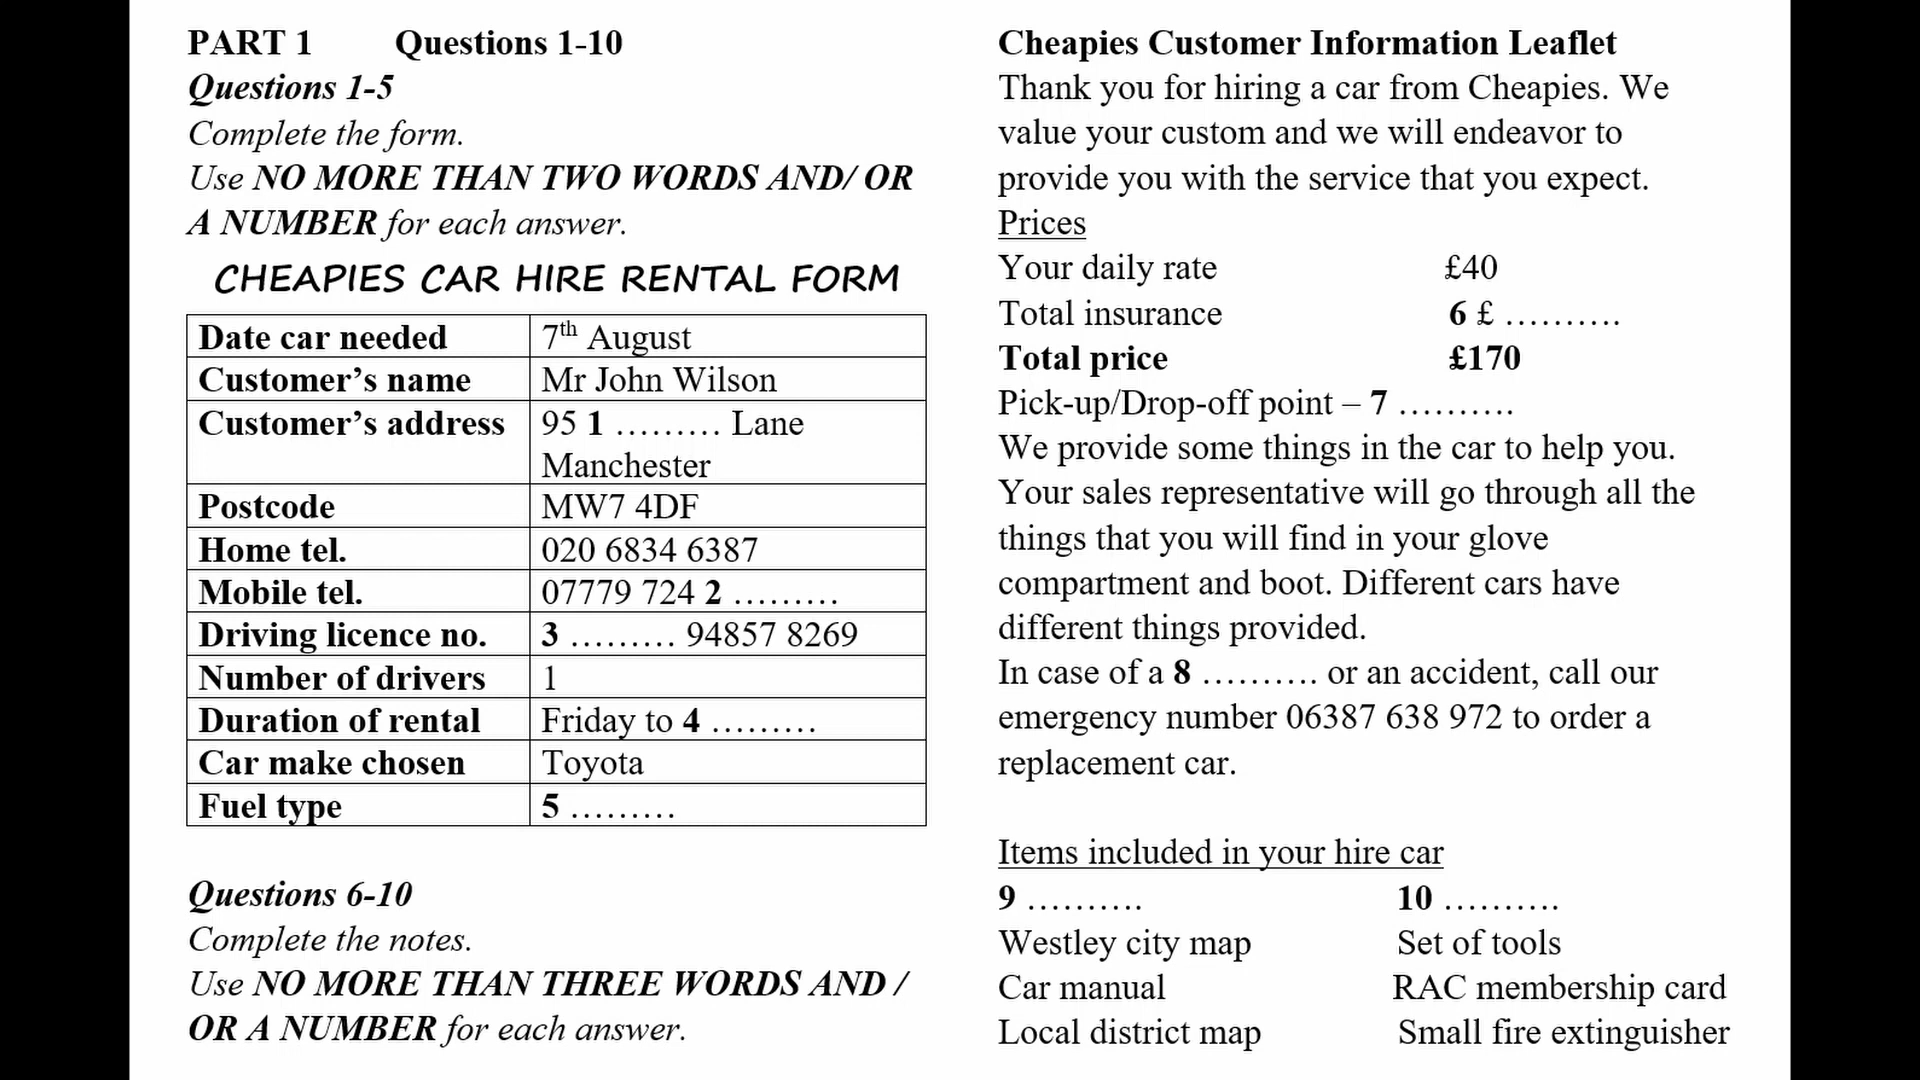 PART 1 Questions 1-10
Questions 1-5
Complete the form.
Use NO MORE THAN TWO WORDS AND/ OR
A NUMBER for each answer.
CHEAPIES CAR HIRE RENTAL FORM
Date car needed 7th August
Customer’s name Mr John Wilson
Customer’s address 95 1 ……… Lane
Manchester
Postcode MW7 4DF
Home tel. 020 6834 6387
Mobile tel. 07779 724 2 ………
Driving licence no. 3 ……… 94857 8269
Number of drivers 1
Duration of rental Friday to 4 ………
Car make chosen Toyota
Fuel type 5 ………
Questions 6-10
Complete the notes.
Use NO MORE THAN THREE WORDS AND /
OR A NUMBER for each answer.
Cheapies Customer Information Leaflet
Thank you for hiring a car from Cheapies. We
value your custom and we will endeavor to
provide you with the service that you expect.
Prices
Your daily rate £40
Total insurance 6 £ ……….
Total price £170
Pick-up/Drop-off point – 7 ……….
We provide some things in the car to help you.
Your sales representative will go through all the
things that you will find in your glove
compartment and boot. Different cars have
different things provided.
In case of a 8 ………. or an accident, call our
emergency number 06387 638 972 to order a
replacement car.
Items included in your hire car
9 ………. 10 ……….
Westley city map Set of tools
Car manual RAC membership card
Local district map Small fire extinguisher